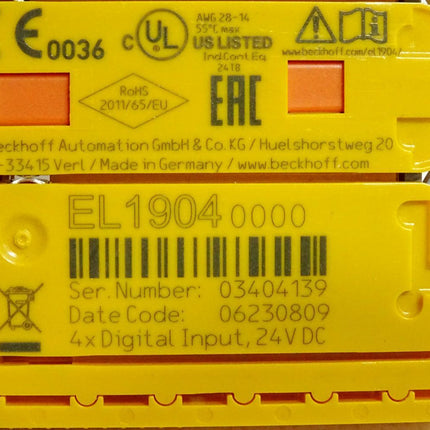 CE 0036
c UL US LISTED
AWG 28-14
55°C max
Ind.Cont.Eq.
24TB
www.beckhoff.com/el1904/
RoHS
2011/65/EU
EAC
eckhoff Automation GmbH & Co. KG / Huelshorstweg 20
-33415 Verl / Made in Germany / www.beckhoff.com
EL1904 0000
Ser. Number: 03404139
Date Code: 06230809
4x Digital Input, 24V DC